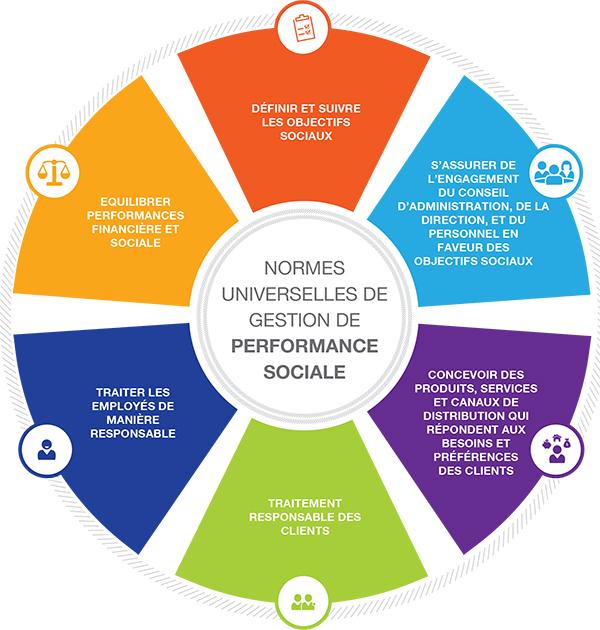 DÉFINIR ET SUIVRE
LES OBJECTIFS
SOCIAUX
S'ASSURER DE
L'ENGAGEMENT
DU CONSEIL
D'ADMINISTRATION, DE LA
DIRECTION, ET DU
PERSONNEL EN
FAVEUR DES
OBJECTIFS SOCIAUX
CONCEVOIR DES
PRODUITS, SERVICES
ET CANAUX DE
DISTRIBUTION QUI
RÉPONDENT AUX
BESOINS ET
PRÉFÉRENCES
DES CLIENTS
TRAITEMENT
RESPONSABLE DES
CLIENTS
TRAITER LES
EMPLOYÉS DE
MANIÈRE
RESPONSABLE
EQUILIBRER
PERFORMANCES
FINANCIÈRE ET
SOCIALE
NORMES
UNIVERSELLES DE
GESTION DE
PERFORMANCE
SOCIALE